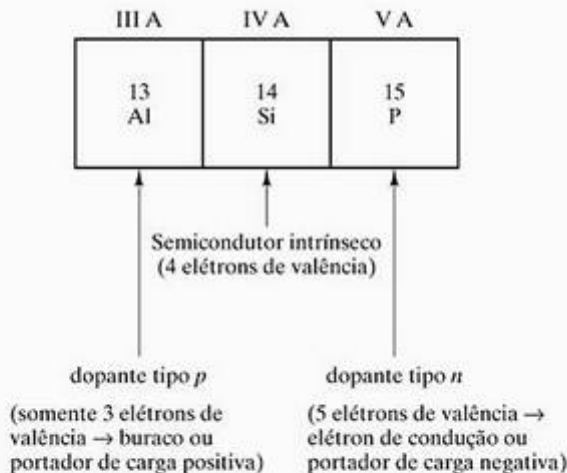 III A IV A V A
13 14 15
Al Si P
Semicondutor intrínseco
(4 elétrons de valência)
dopante tipo p
(somente 3 elétrons de
valência → buraco ou
portador de carga positiva)
dopante tipo n
(5 elétrons de valência →
elétron de condução ou
portador de carga negativa)